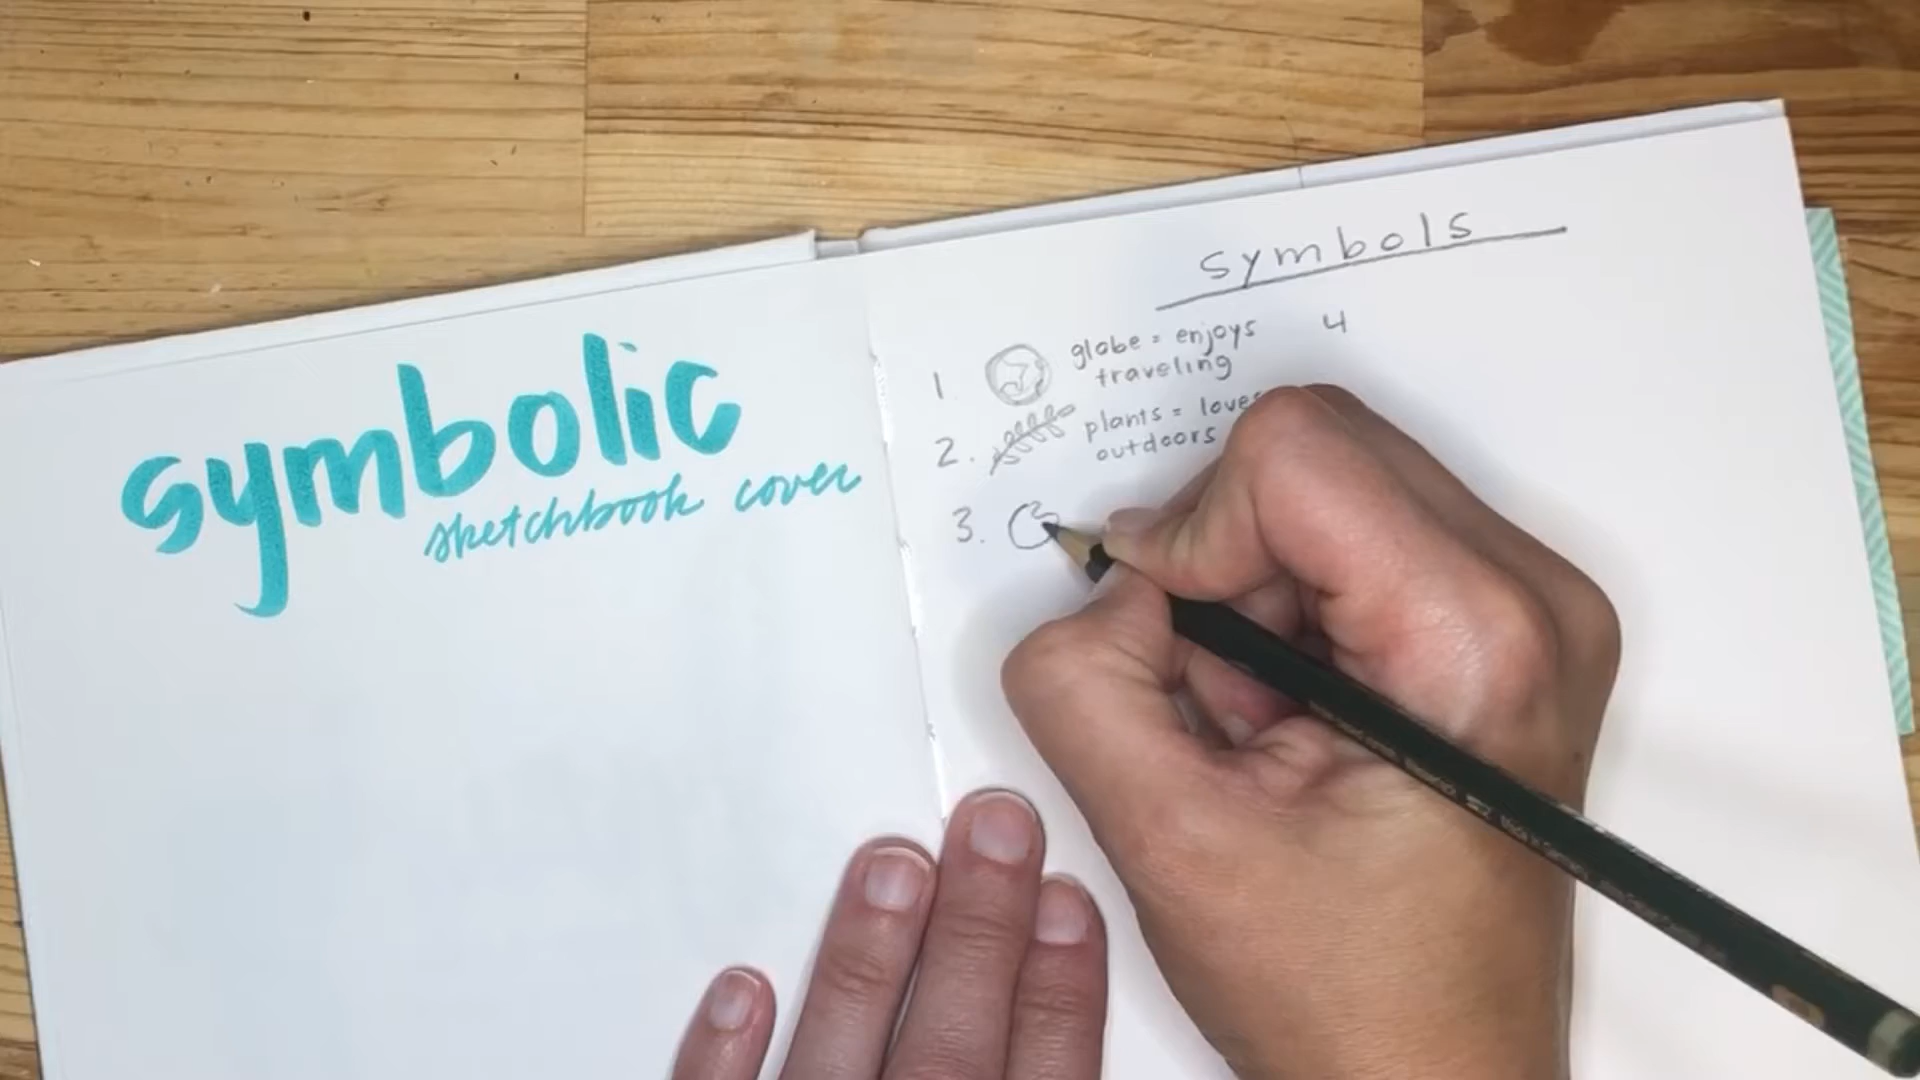 symbolic
sketchbook cover
symbols
1. globe = enjoys
traveling
2. plants = loves
outdoors
3.
4